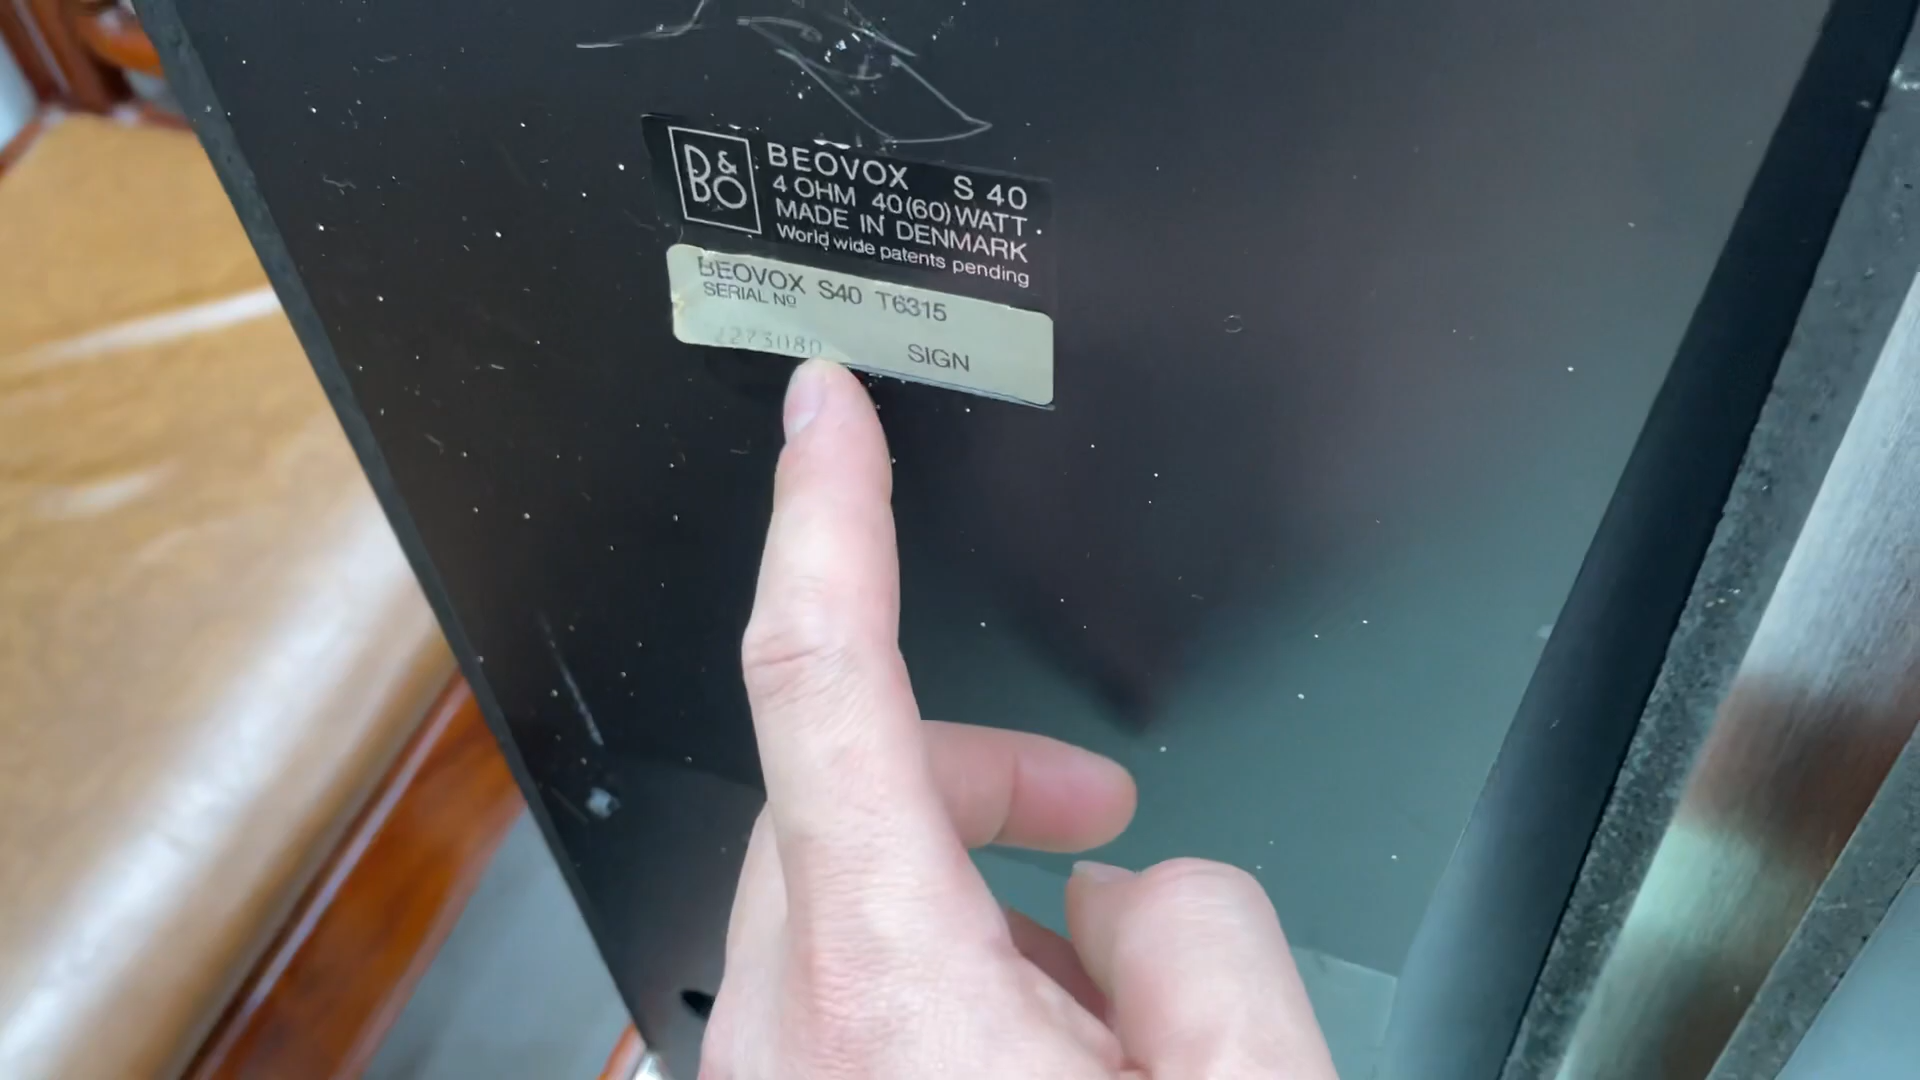 B&O
BEOVOX S 40
4 OHM 40(60) WATT
MADE IN DENMARK
World wide patents pending
BEOVOX S40 T6315
SERIAL Nº
SIGN